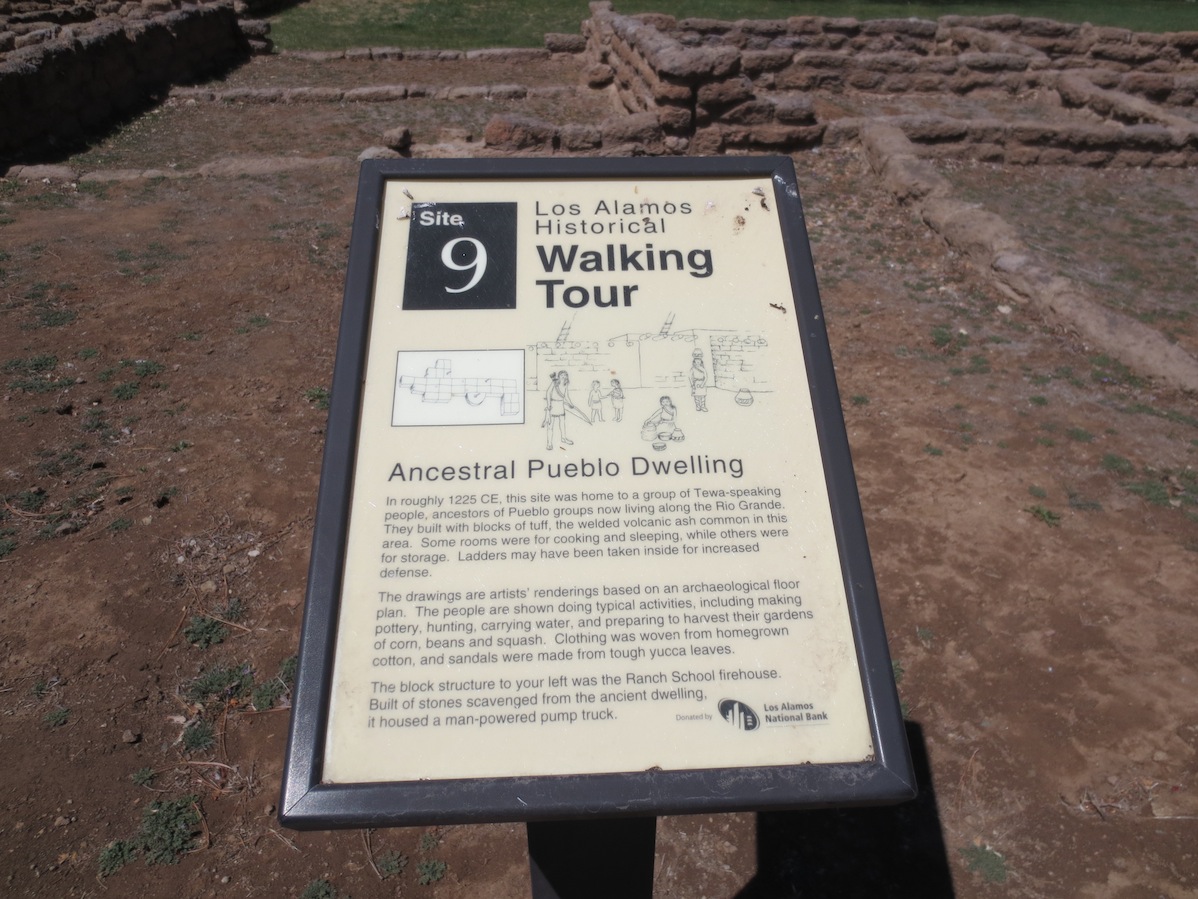 Site
9
Los Alamos
Historical
Walking
Tour
Ancestral Pueblo Dwelling
In roughly 1225 CE, this site was home to a group of Tewa-speaking
people, ancestors of Pueblo groups now living along the Rio Grande.
They built with blocks of tuff, the welded volcanic ash common in this
area.  Some rooms were for cooking and sleeping, while others were
for storage.  Ladders may have been taken inside for increased
defense.
The drawings are artists' renderings based on an archaeological floor
plan.  The people are shown doing typical activities, including making
pottery, hunting, carrying water, and preparing to harvest their gardens
of corn, beans and squash.  Clothing was woven from homegrown
cotton, and sandals were made from tough yucca leaves.
The block structure to your left was the Ranch School firehouse.
Built of stones scavenged from the ancient dwelling,
it housed a man-powered pump truck.
Donated by
Los Alamos
National Bank